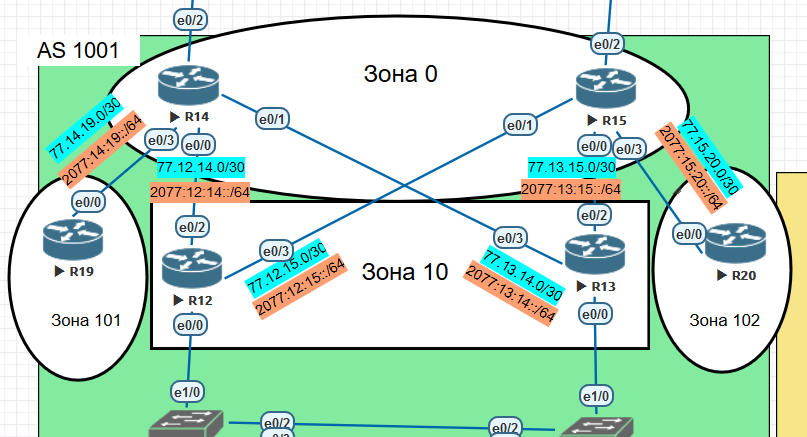 e0/2
AS 1001
Зона 0
e0/2
R14
R15
77.14.19.0/30
2077:14:19::/64
e0/3
e0/0
e0/1
e0/1
e0/0
e0/3
77.15.20.0/30
2077:15:20::/64
77.12.14.0/30
2077:12:14::/64
77.13.15.0/30
2077:13:15::/64
e0/0
e0/2
e0/2
e0/0
R19
e0/3
e0/3
R20
77.12.15.0/30
2077:12:15::/64
Зона 10
77.13.14.0/30
2077:13:14::/64
R12
R13
Зона 101
e0/0
e0/0
Зона 102
e1/0
e1/0
e0/2
e0/2